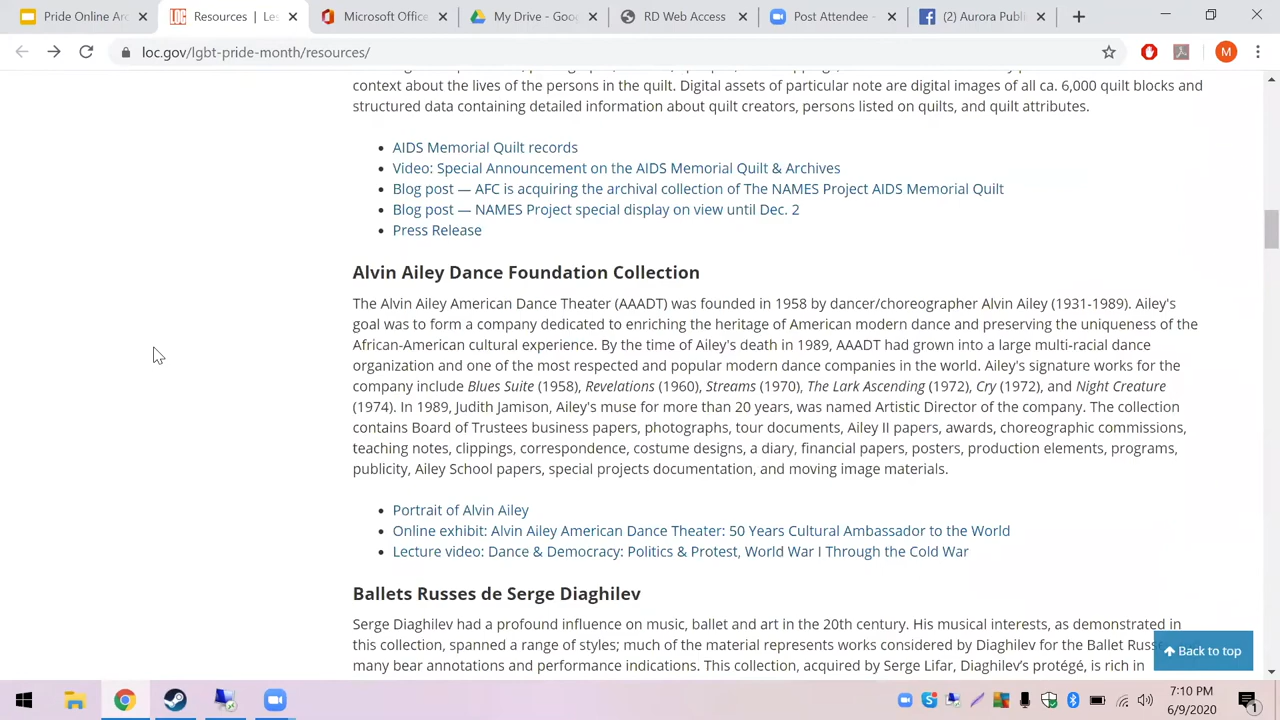 Pride Online Arc
Resources | Les
Microsoft Office
My Drive - Goog
RD Web Access
Post Attendee -
(2) Aurora Publ
loc.gov/lgbt-pride-month/resources/
M
context about the lives of the persons in the quilt. Digital assets of particular note are digital images of all ca. 6,000 quilt blocks and
structured data containing detailed information about quilt creators, persons listed on quilts, and quilt attributes.
AIDS Memorial Quilt records
Video: Special Announcement on the AIDS Memorial Quilt & Archives
Blog post — AFC is acquiring the archival collection of The NAMES Project AIDS Memorial Quilt
Blog post — NAMES Project special display on view until Dec. 2
Press Release
Alvin Ailey Dance Foundation Collection
The Alvin Ailey American Dance Theater (AAADT) was founded in 1958 by dancer/choreographer Alvin Ailey (1931-1989). Ailey's
goal was to form a company dedicated to enriching the heritage of American modern dance and preserving the uniqueness of the
African-American cultural experience. By the time of Ailey's death in 1989, AAADT had grown into a large multi-racial dance
organization and one of the most respected and popular modern dance companies in the world. Ailey's signature works for the
company include Blues Suite (1958), Revelations (1960), Streams (1970), The Lark Ascending (1972), Cry (1972), and Night Creature
(1974). In 1989, Judith Jamison, Ailey's muse for more than 20 years, was named Artistic Director of the company. The collection
contains Board of Trustees business papers, photographs, tour documents, Ailey II papers, awards, choreographic commissions,
teaching notes, clippings, correspondence, costume designs, a diary, financial papers, posters, production elements, programs,
publicity, Ailey School papers, special projects documentation, and moving image materials.
Portrait of Alvin Ailey
Online exhibit: Alvin Ailey American Dance Theater: 50 Years Cultural Ambassador to the World
Lecture video: Dance & Democracy: Politics & Protest, World War I Through the Cold War
Ballets Russes de Serge Diaghilev
Serge Diaghilev had a profound influence on music, ballet and art in the 20th century. His musical interests, as demonstrated in
this collection, spanned a range of styles; much of the material represents works considered by Diaghilev for the Ballet Russe
many bear annotations and performance indications. This collection, acquired by Serge Lifar, Diaghilev's protégé, is rich in
Back to top
7:10 PM
6/9/2020
1